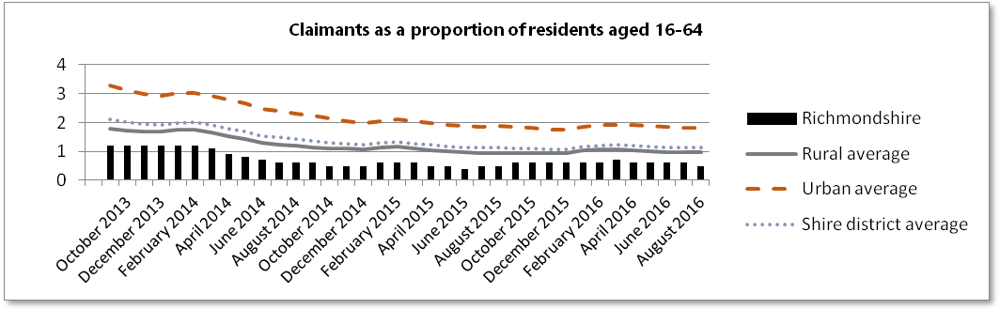 Claimants as a proportion of residents aged 16-64
4
3
2
1
0
October 2013
December 2013
February 2014
April 2014
June 2014
August 2014
October 2014
December 2014
February 2015
April 2015
June 2015
August 2015
October 2015
December 2015
February 2016
April 2016
June 2016
August 2016
Richmondshire
Rural average
Urban average
Shire district average